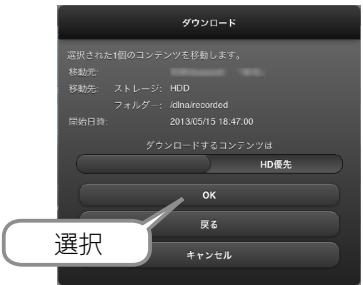 ダウンロード
選択された1個のコンテンツを移動します。
移動元:
移動先: ストレージ: HDD
フォルダー: /dlna/recorded
開始日時: 2013/05/15 18:47:00
ダウンロードするコンテンツは
HD優先
OK
戻る
キャンセル
選択